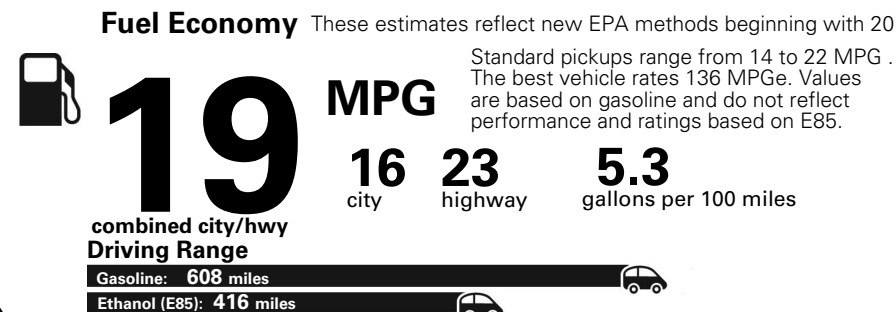 Fuel Economy These estimates reflect new EPA methods beginning with 20
Standard pickups range from 14 to 22 MPG .
The best vehicle rates 136 MPGe. Values
are based on gasoline and do not reflect
performance and ratings based on E85.
19 MPG
16 23 5.3
city highway gallons per 100 miles
combined city/hwy
Driving Range
Gasoline: 608 miles
Ethanol (E85): 416 miles